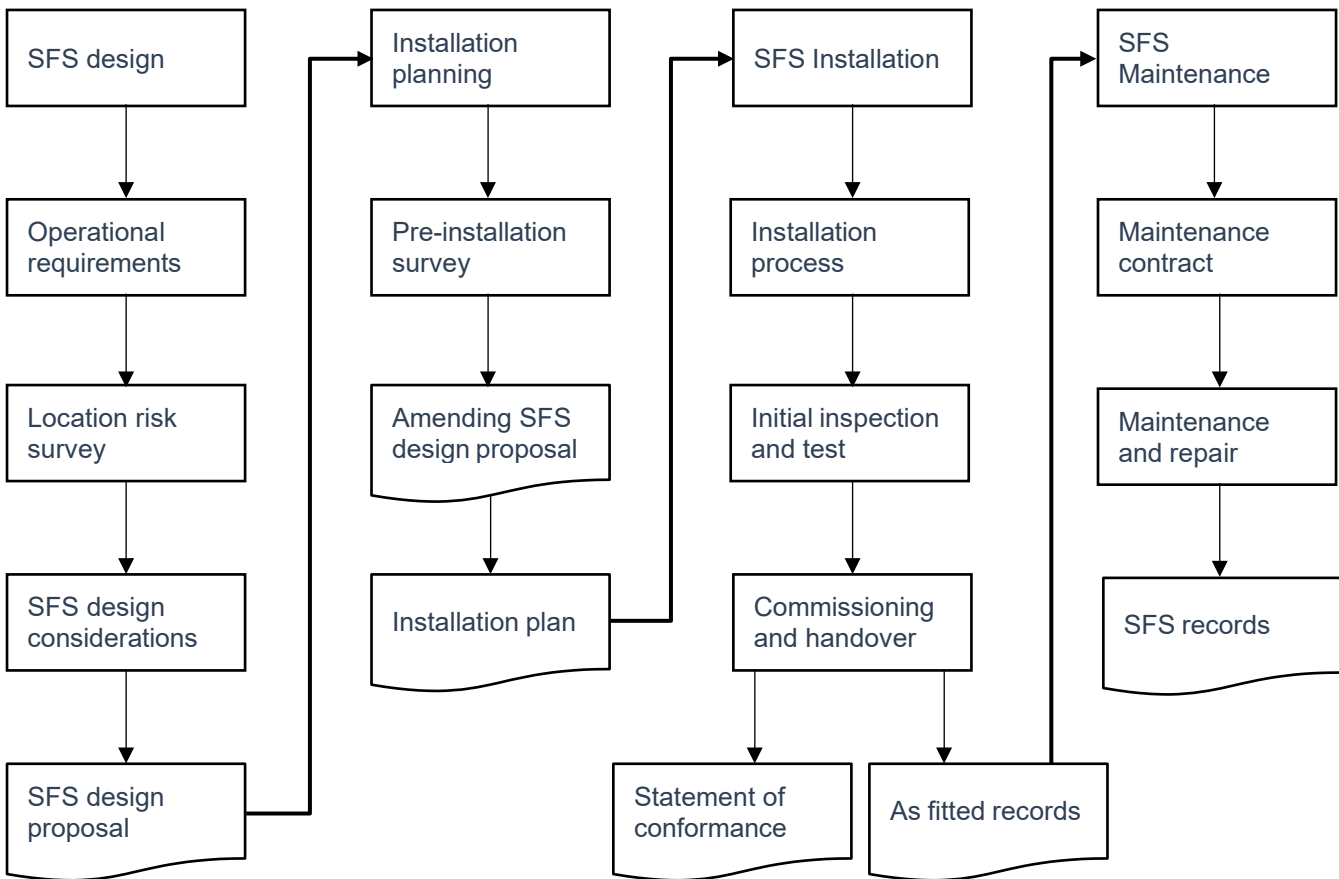 SFS design
Operational
requirements
Location risk
survey
SFS design
considerations
SFS design
proposal
Installation
planning
Pre-installation
survey
Amending SFS
design proposal
Installation plan
SFS Installation
Installation
process
Initial inspection
and test
Commissioning
and handover
Statement of
conformance
As fitted records
SFS
Maintenance
Maintenance
contract
Maintenance
and repair
SFS records